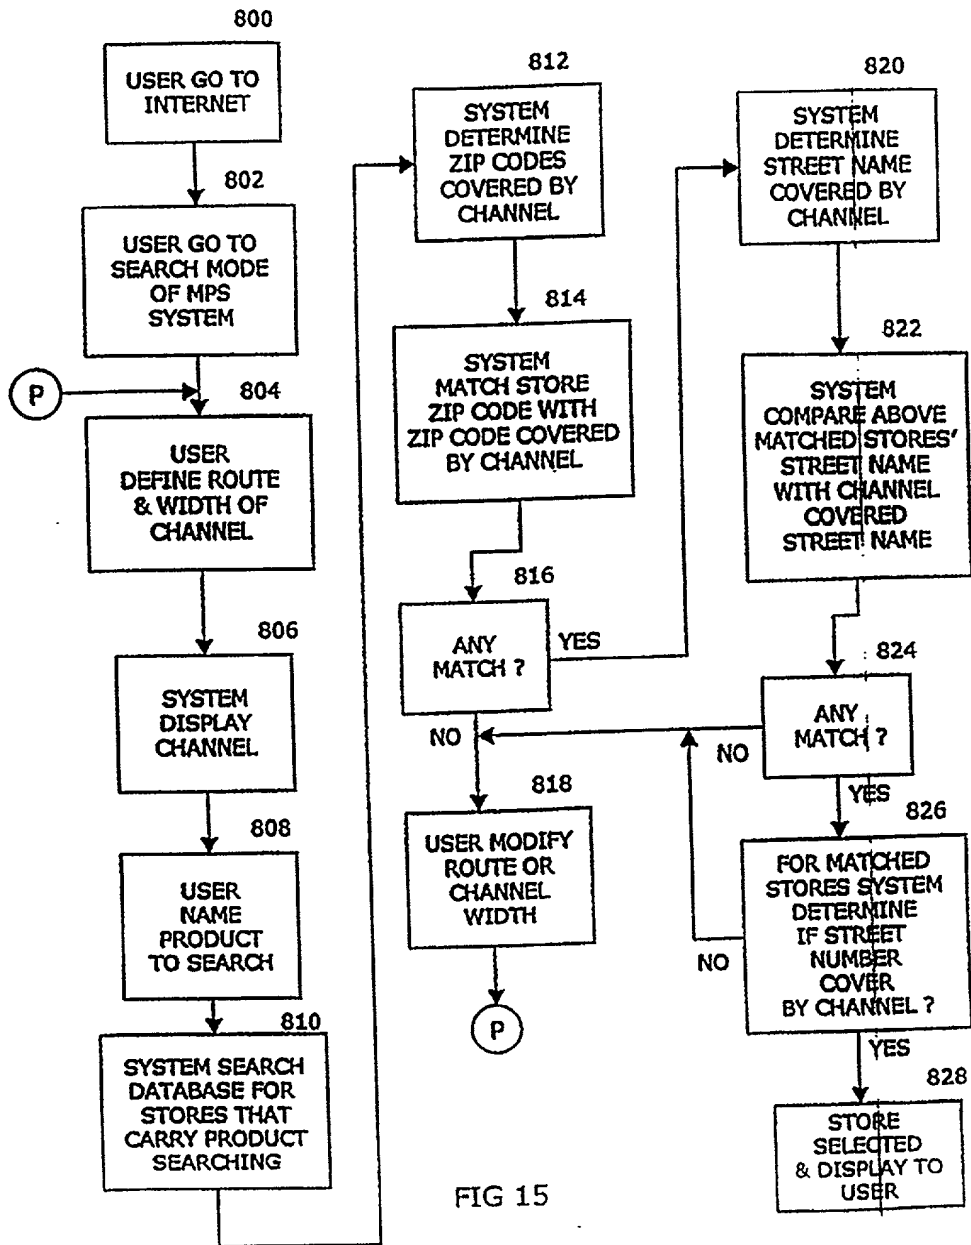 800
USER GO TO
INTERNET
802
USER GO TO
SEARCH MODE
OF MPS
SYSTEM
P
804
USER
DEFINE ROUTE
& WIDTH OF
CHANNEL
806
SYSTEM
DISPLAY
CHANNEL
808
USER
NAME
PRODUCT
TO SEARCH
810
SYSTEM SEARCH
DATABASE FOR
STORES THAT
CARRY PRODUCT
SEARCHING
812
SYSTEM
DETERMINE
ZIP CODES
COVERED BY
CHANNEL
814
SYSTEM
MATCH STORE
ZIP CODE WITH
ZIP CODE COVERED
BY CHANNEL
816
ANY
MATCH ?
YES
NO
818
USER MODIFY
ROUTE OR
CHANNEL
WIDTH
P
820
SYSTEM
DETERMINE
STREET NAME
COVERED BY
CHANNEL
822
SYSTEM
COMPARE ABOVE
MATCHED STORES'
STREET NAME
WITH CHANNEL
COVERED
STREET NAME
824
ANY
MATCH ?
NO
YES
826
FOR MATCHED
STORES SYSTEM
DETERMINE
IF STREET
NUMBER
COVER
BY CHANNEL ?
NO
YES
828
STORE
SELECTED
& DISPLAY TO
USER
FIG 15